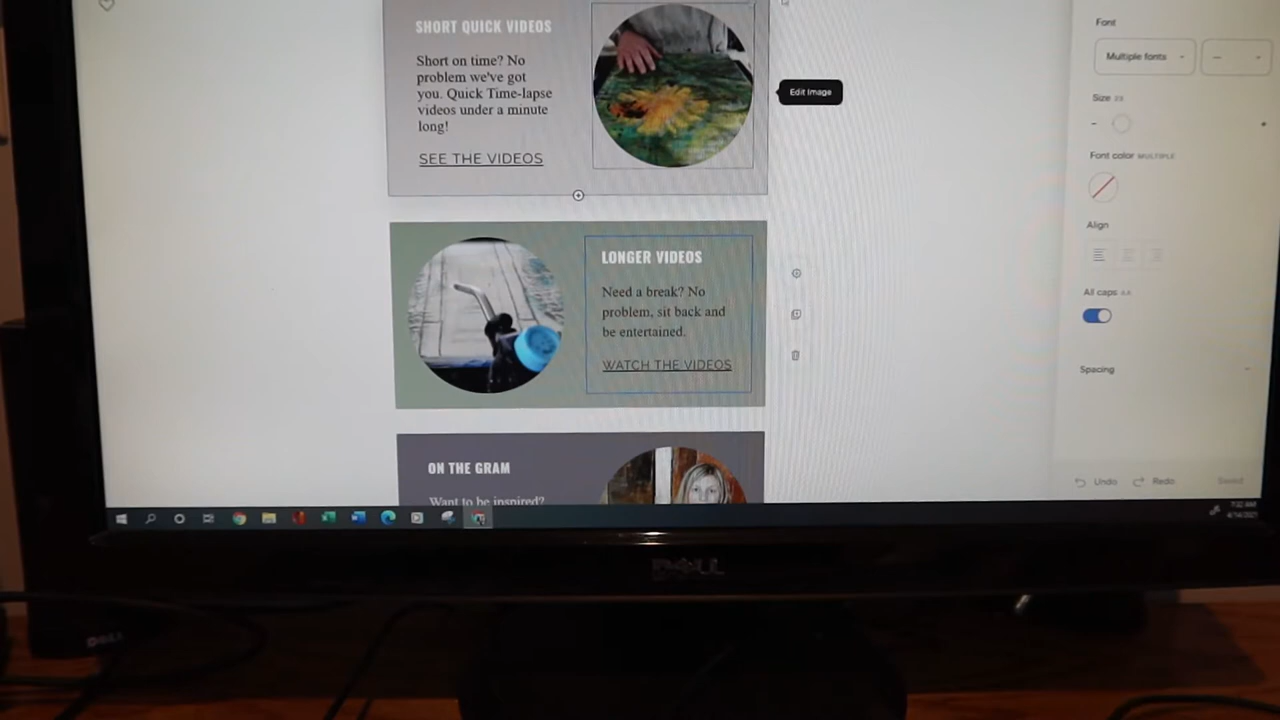 SHORT QUICK VIDEOS
Short on time? No
problem we've got
you. Quick Time-lapse
videos under a minute
long!
SEE THE VIDEOS
Edit Image
LONGER VIDEOS
Need a break? No
problem, sit back and
be entertained.
WATCH THE VIDEOS
ON THE GRAM
Want to be inspired?
Font
Multiple fonts
Size
Font color MULTIPLE
Align
All caps
Spacing
Undo
Redo
Saved
DELL
DELL